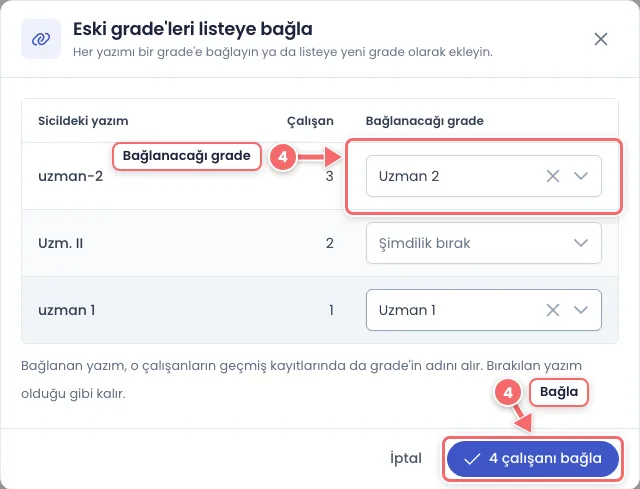 Eski grade'leri listeye bağla
Her yazımı bir grade'e bağlayın ya da listeye yeni grade olarak ekleyin.
Sicildeki yazım Çalışan Bağlanacağı grade
Bağlanacağı grade 4
uzman-2 3 Uzman 2
Uzm. II 2 Şimdilik bırak
uzman 1 1 Uzman 1
Bağlanan yazım, o çalışanların geçmiş kayıtlarında da grade'in adını alır. Bırakılan yazım
olduğu gibi kalır.
4 Bağla
İptal 4 çalışanı bağla